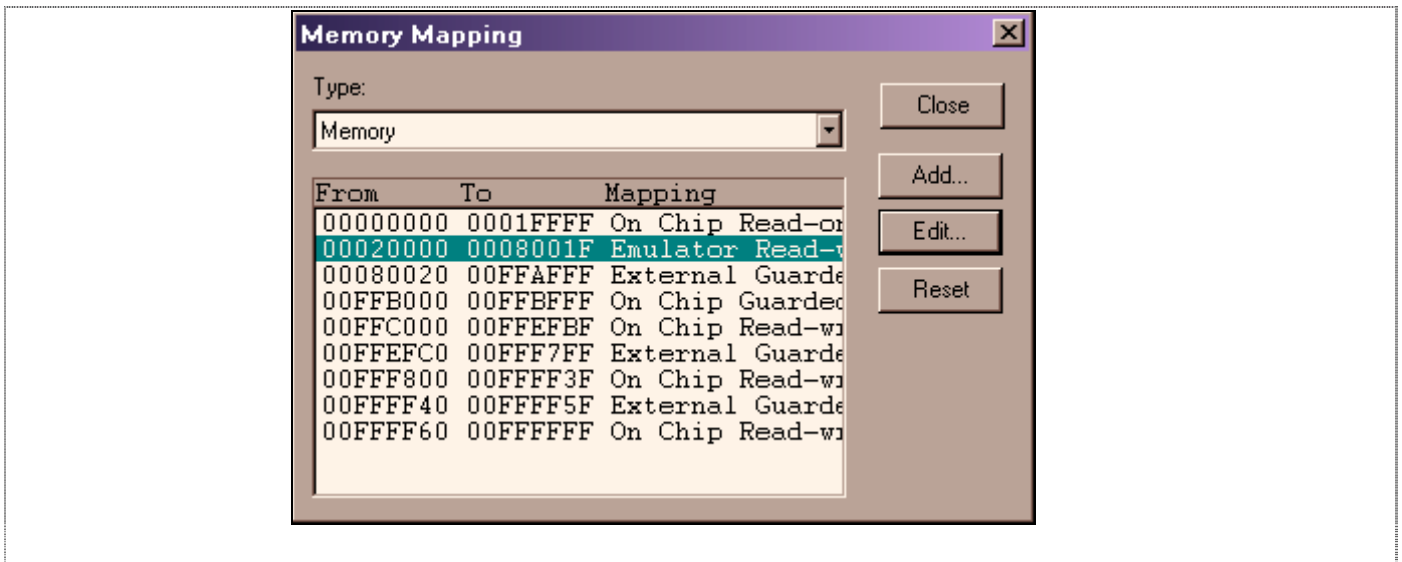 Memory Mapping
Type:
Memory
Close
Add...
Edit...
Reset
From To Mapping
00000000 0001FFFF On Chip Read-on
00020000 0008001F Emulator Read-w
00080020 00FFAFFF External Guarde
00FFB000 00FFBFFF On Chip Guarded
00FFC000 00FFEFBF On Chip Read-wr
00FFEFC0 00FFF7FF External Guarde
00FFF800 00FFFF3F On Chip Read-wr
00FFFF40 00FFFF5F External Guarde
00FFFF60 00FFFFFF On Chip Read-wr